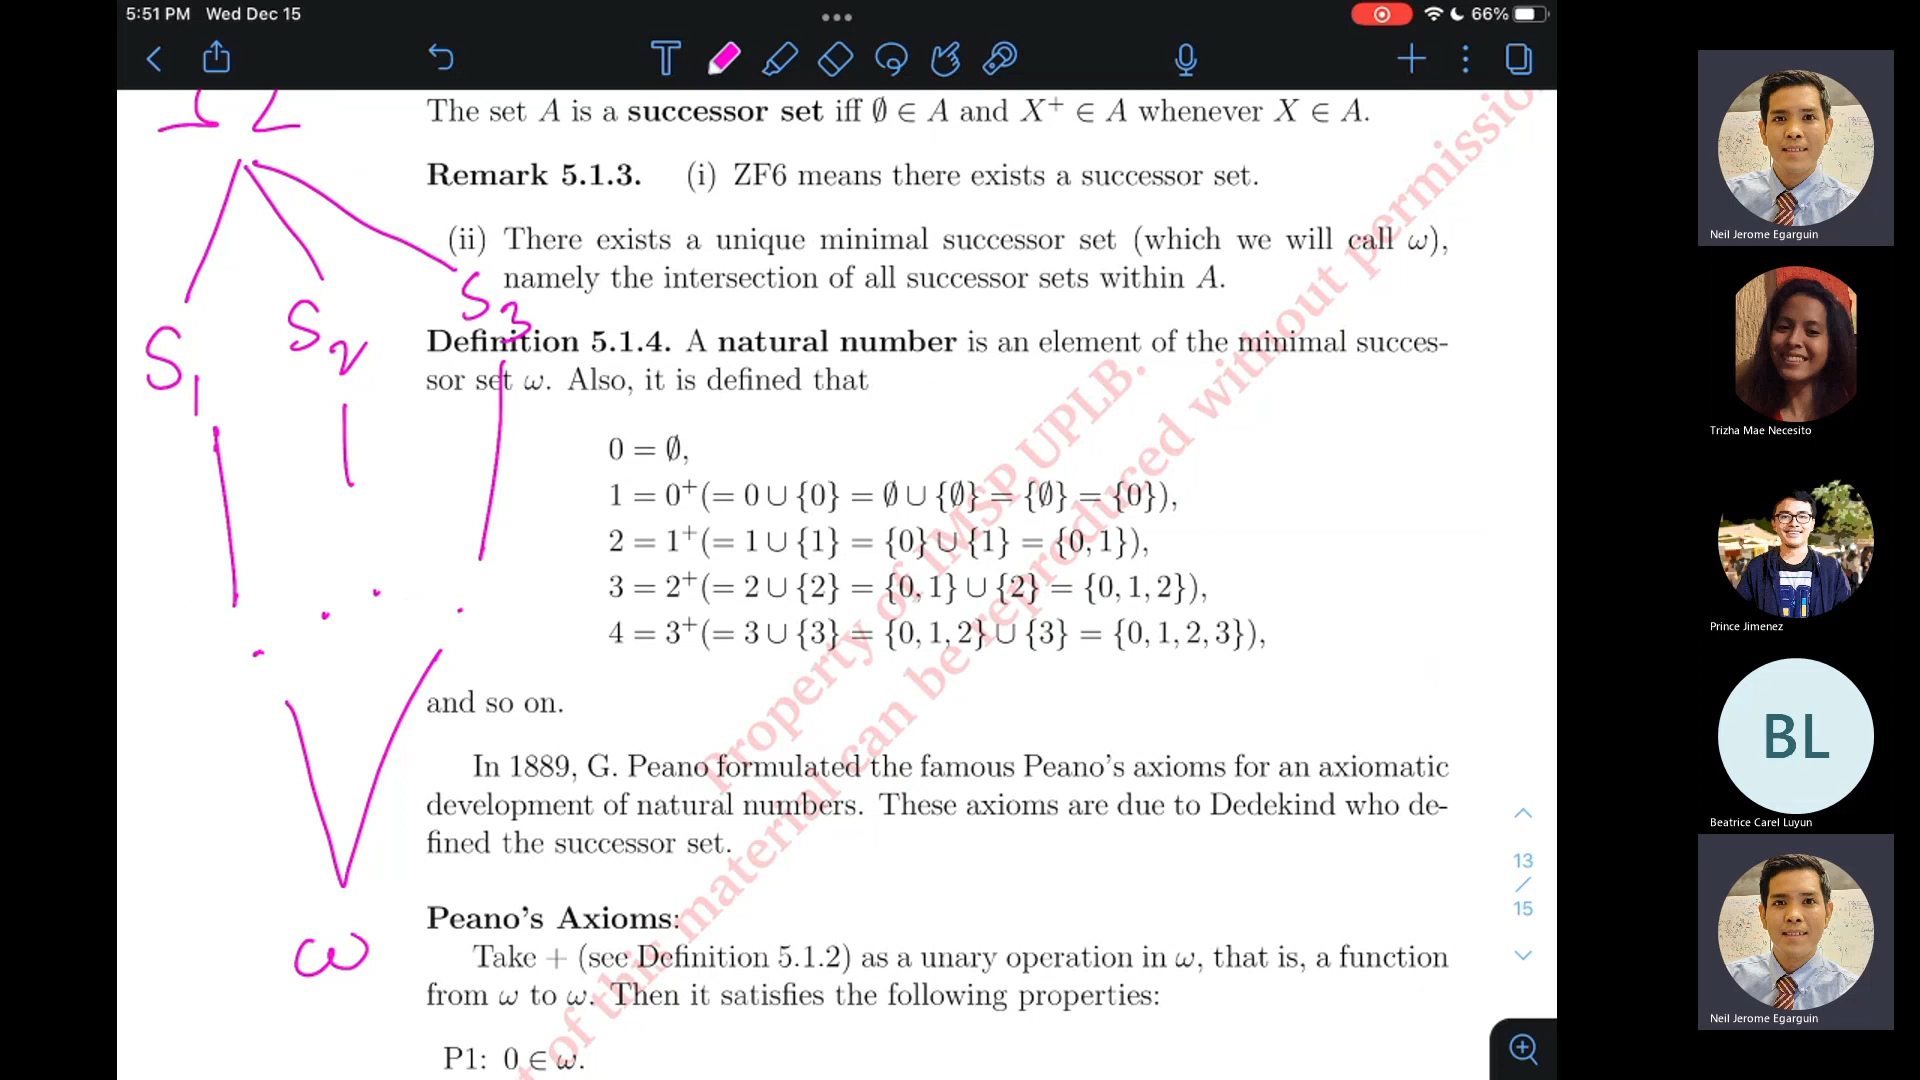 5:51 PM Wed Dec 15
66%
The set A is a successor set iff ∅ ∈ A and X⁺ ∈ A whenever X ∈ A.
Remark 5.1.3. (i) ZF6 means there exists a successor set.
(ii) There exists a unique minimal successor set (which we will call ω),
namely the intersection of all successor sets within A.
Definition 5.1.4. A natural number is an element of the minimal succes-
sor set ω. Also, it is defined that
0 = ∅,
1 = 0⁺(= 0 ∪ {0} = ∅ ∪ {∅} = {∅} = {0}),
2 = 1⁺(= 1 ∪ {1} = {0} ∪ {1} = {0, 1}),
3 = 2⁺(= 2 ∪ {2} = {0, 1} ∪ {2} = {0, 1, 2}),
4 = 3⁺(= 3 ∪ {3} = {0, 1, 2} ∪ {3} = {0, 1, 2, 3}),
and so on.
In 1889, G. Peano formulated the famous Peano's axioms for an axiomatic
development of natural numbers. These axioms are due to Dedekind who de-
fined the successor set.
Peano's Axioms:
Take + (see Definition 5.1.2) as a unary operation in ω, that is, a function
from ω to ω. Then it satisfies the following properties:
P1: 0 ∈ ω.
S₁
S₂
S₃
ω
Property of IMSP, UPLB.
of this material can be reproduced without permissio
13
/
15
Neil Jerome Egarguin
Trizha Mae Necesito
Prince Jimenez
BL
Beatrice Carel Luyun
Neil Jerome Egarguin